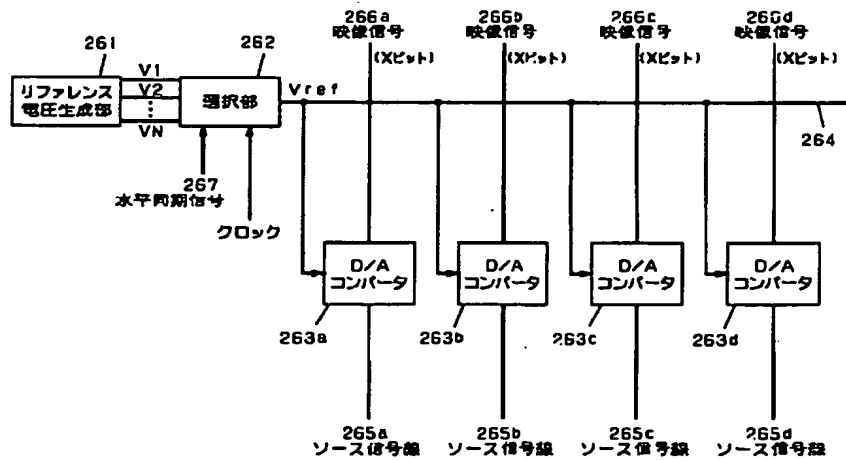 266a
映像信号
(Xビット)
266b
映像信号
(Xビット)
266c
映像信号
(Xビット)
266d
映像信号
(Xビット)
261
V1
262
リファレンス
電圧生成部
V2
⋮
VN
選択部
Vref
264
267
水平同期信号
クロック
D/A
コンバータ
D/A
コンバータ
D/A
コンバータ
D/A
コンバータ
263a
263b
263c
263d
265a
ソース信号線
265b
ソース信号線
265c
ソース信号線
265d
ソース信号線